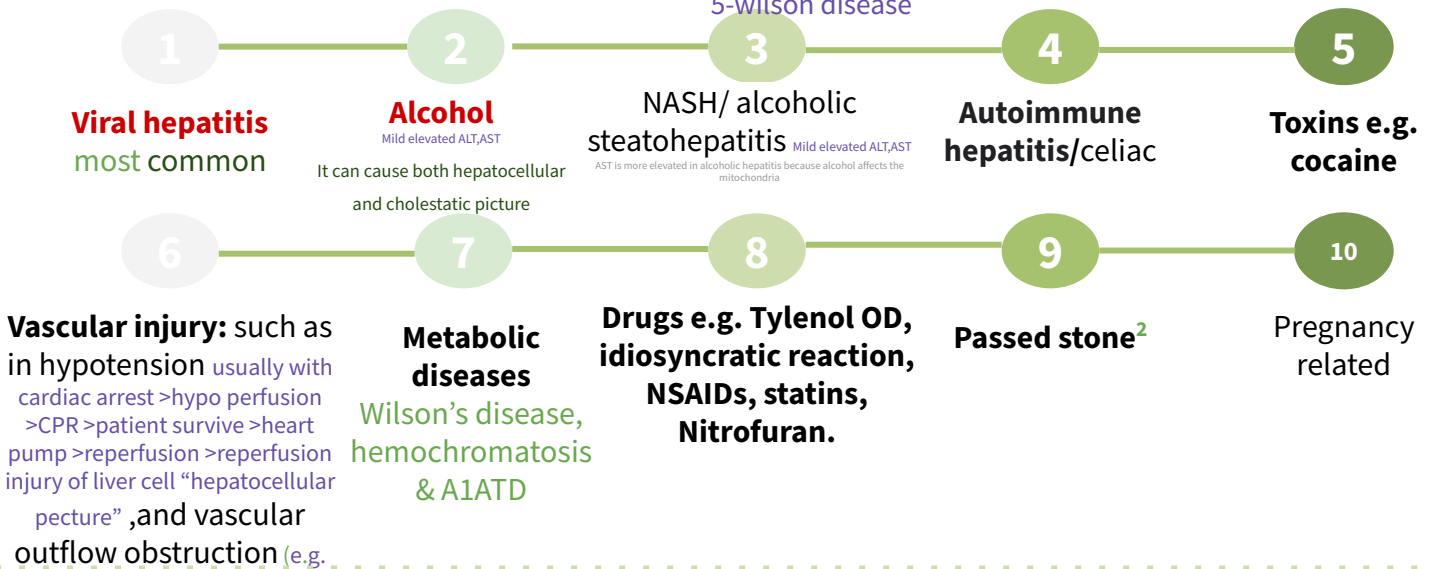 5-wilson disease
1
2
3
4
5
Viral hepatitis
most common
Alcohol
Mild elevated ALT,AST
It can cause both hepatocellular
and cholestatic picture
NASH/ alcoholic
steatohepatitis Mild elevated ALT,AST
AST is more elevated in alcoholic hepatitis because alcohol affects the
mitochondria
Autoimmune
hepatitis/celiac
Toxins e.g.
cocaine
6
7
8
9
10
Vascular injury: such as
in hypotension usually with
cardiac arrest >hypo perfusion
>CPR >patient survive >heart
pump >reperfusion >reperfusion
injury of liver cell “hepatocellular
pecture” ,and vascular
outflow obstruction (e.g.
Metabolic
diseases
Wilson’s disease,
hemochromatosis
& A1ATD
Drugs e.g. Tylenol OD,
idiosyncratic reaction,
NSAIDs, statins,
Nitrofuran.
Passed stone2
Pregnancy
related